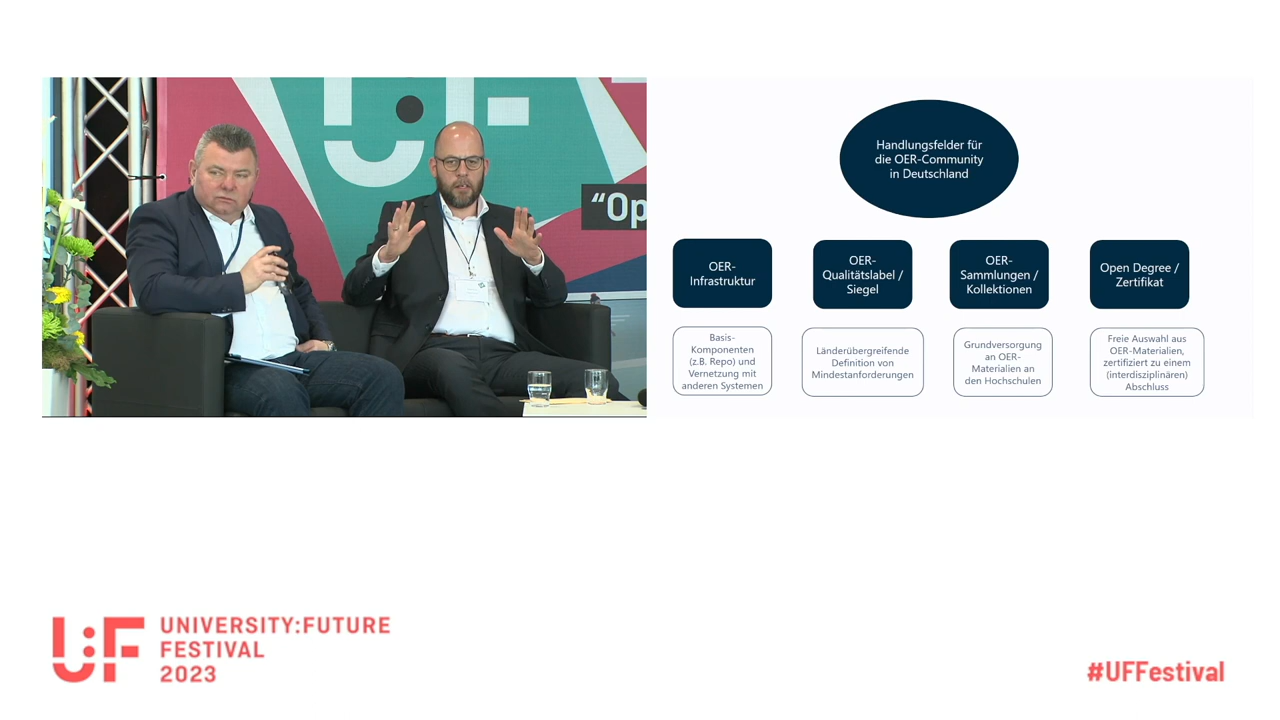 UF
"Op
Handlungsfelder für
die OER-Community
in Deutschland
OER-
Infrastruktur
OER-
Qualitätslabel /
Siegel
OER-
Sammlungen /
Kollektionen
Open Degree /
Zertifikat
Basis-
Komponenten
(z.B. Repo) und
Vernetzung mit
anderen Systemen
Länderübergreifende
Definition von
Mindestanforderungen
Grundversorgung
an OER-
Materialien an
den Hochschulen
Freie Auswahl aus
OER-Materialien,
zertifiziert zu einem
(interdisziplinären)
Abschluss
U:F
UNIVERSITY:FUTURE
FESTIVAL
2023
#UFFestival